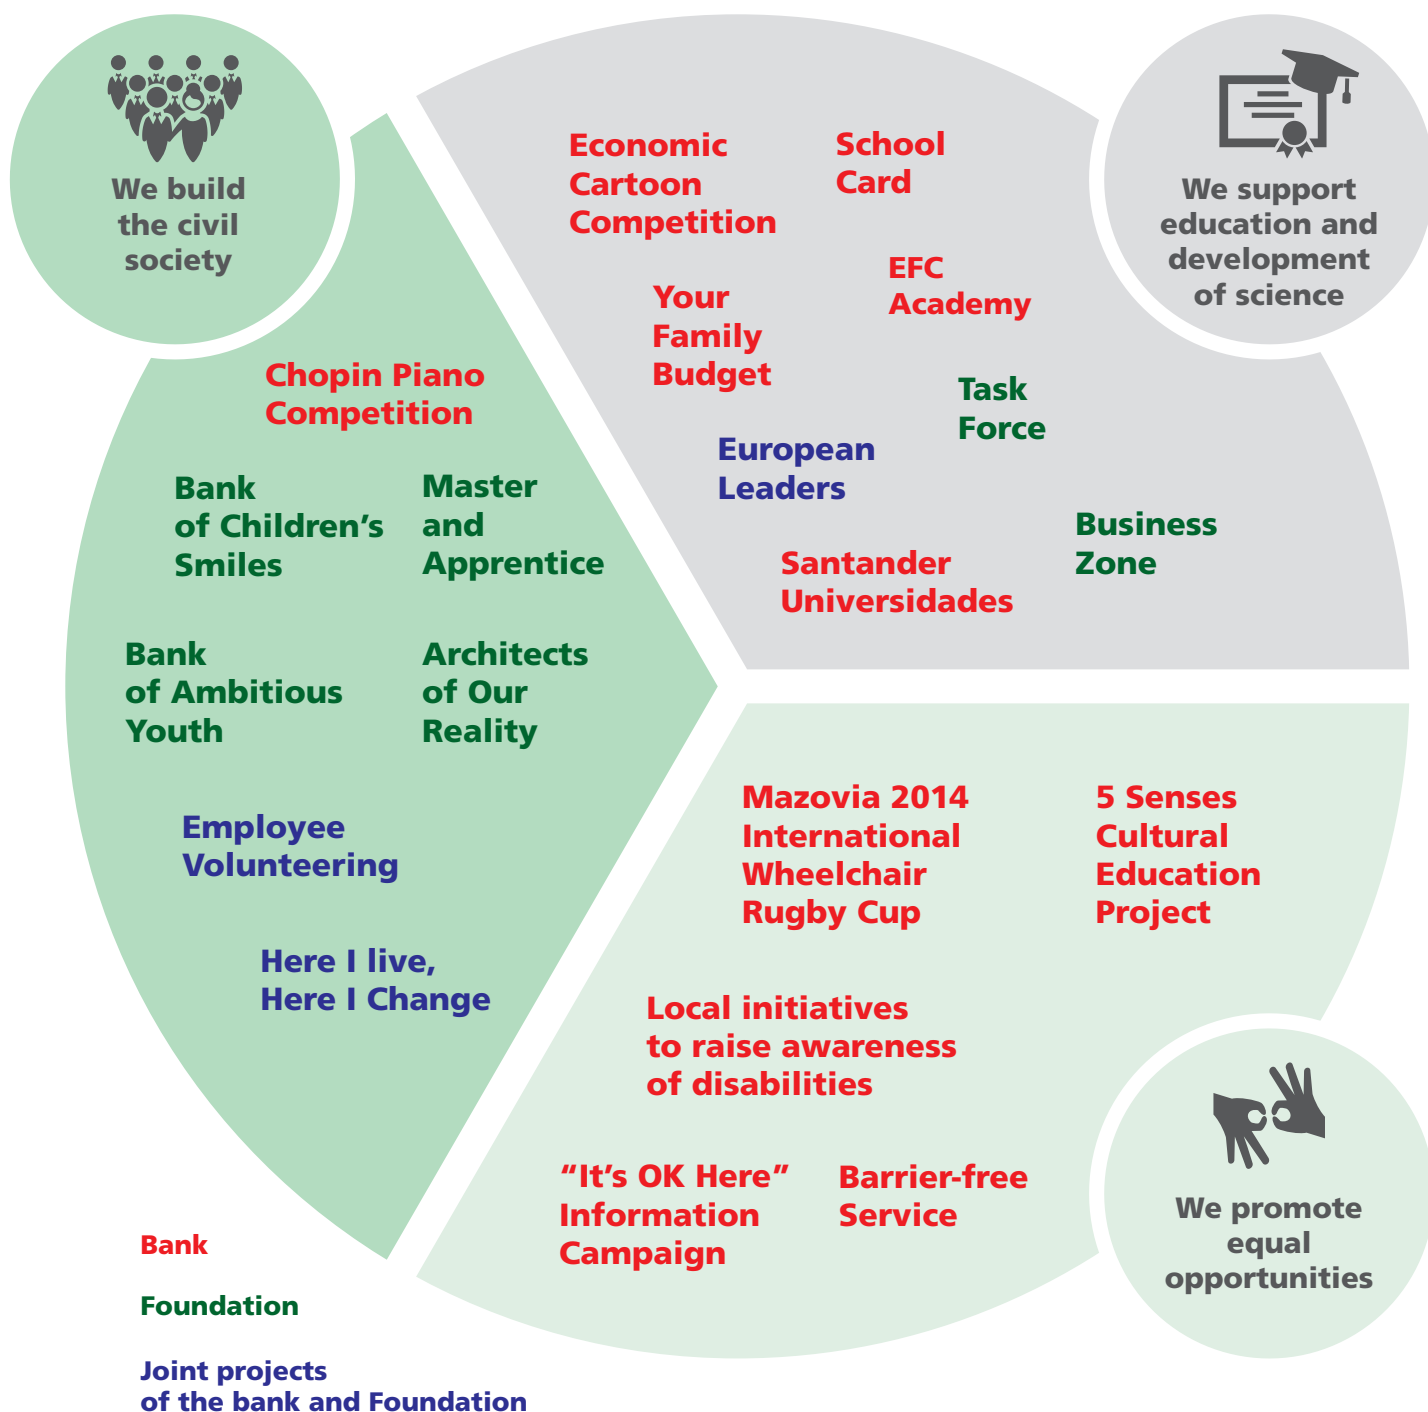 We build
the civil
society
Chopin Piano
Competition
Bank
of Children’s
Smiles
Master
and
Apprentice
Bank
of Ambitious
Youth
Architects
of Our
Reality
Employee
Volunteering
Here I live,
Here I Change
We support
education and
development
of science
Economic
Cartoon
Competition
School
Card
Your
Family
Budget
EFC
Academy
Task
Force
European
Leaders
Business
Zone
Santander
Universidades
Mazovia 2014
International
Wheelchair
Rugby Cup
5 Senses
Cultural
Education
Project
Local initiatives
to raise awareness
of disabilities
“It’s OK Here”
Information
Campaign
Barrier-free
Service
We promote
equal
opportunities
Bank
Foundation
Joint projects
of the bank and Foundation